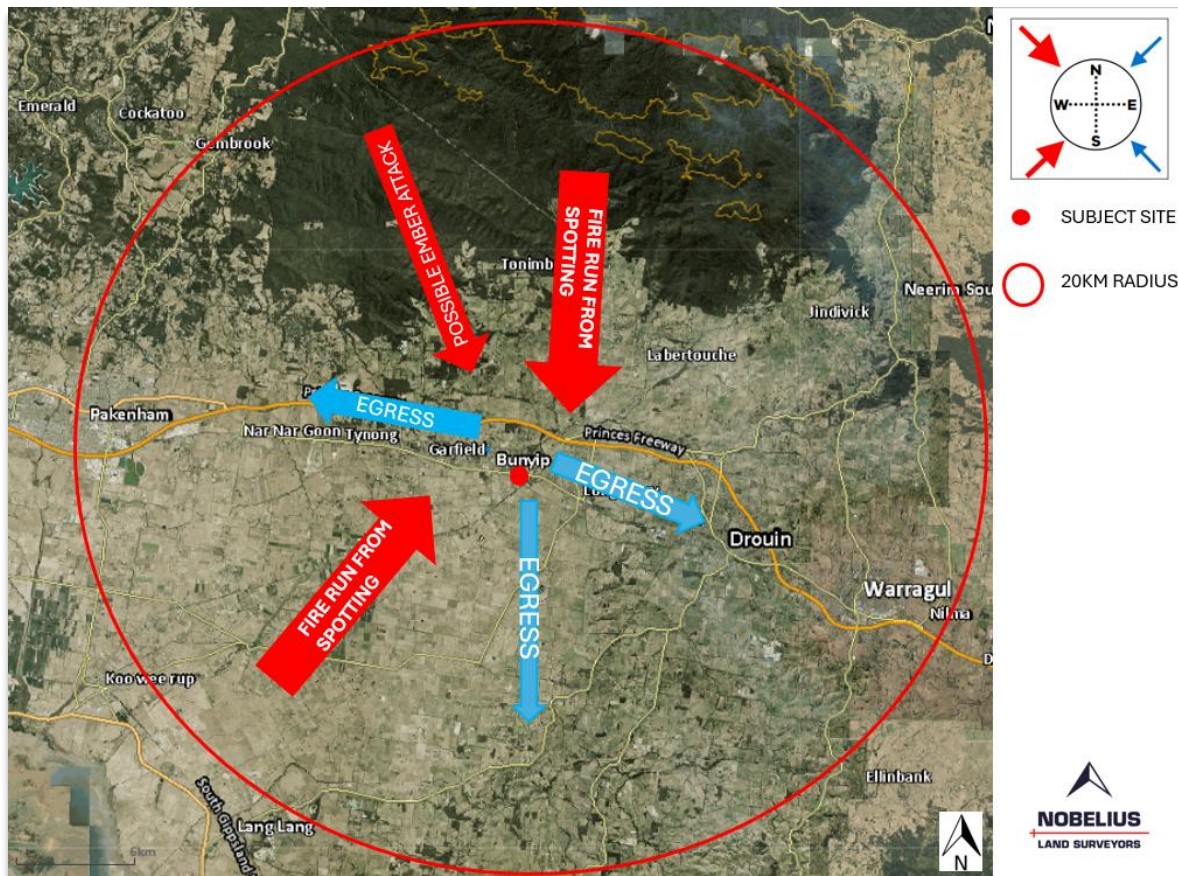 Emerald
Cockatoo
Gembrook
POSSIBLE EMBER ATTACK
FIRE RUN FROM
SPOTTING
Tonimb
Jindivick
Neerim Sou
Labertouche
Pakenham
EGRESS
Nar Nar Goon
Tynong
Garfield
Princes Freeway
Bunyip
EGRESS
Drouin
FIRE RUN FROM
SPOTTING
EGRESS
Warragul
Nilma
D
Koo wee rup
Ellinbank
South Gippsland
Lang Lang
6km
N
N
W E
S
SUBJECT SITE
20KM RADIUS
N
NOBELIUS
LAND SURVEYORS